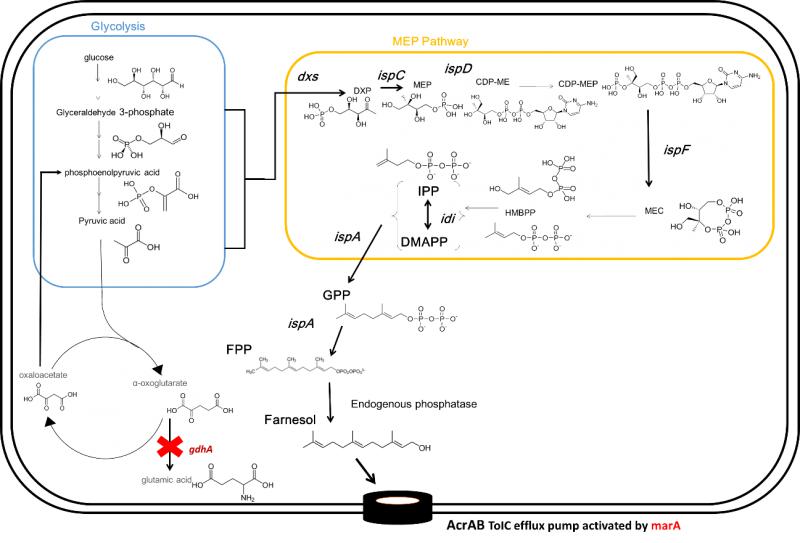 Glycolysis
MEP Pathway
glucose
Glyceraldehyde 3-phosphate
phosphoenolpyruvic acid
Pyruvic acid
dxs
DXP
ispC
MEP
ispD
CDP-ME
CDP-MEP
ispF
MEC
HMBPP
IPP
idi
DMAPP
ispA
GPP
ispA
FPP
Endogenous phosphatase
Farnesol
oxaloacetate
α-oxoglutarate
gdhA
glutamic acid
AcrAB TolC efflux pump activated by marA